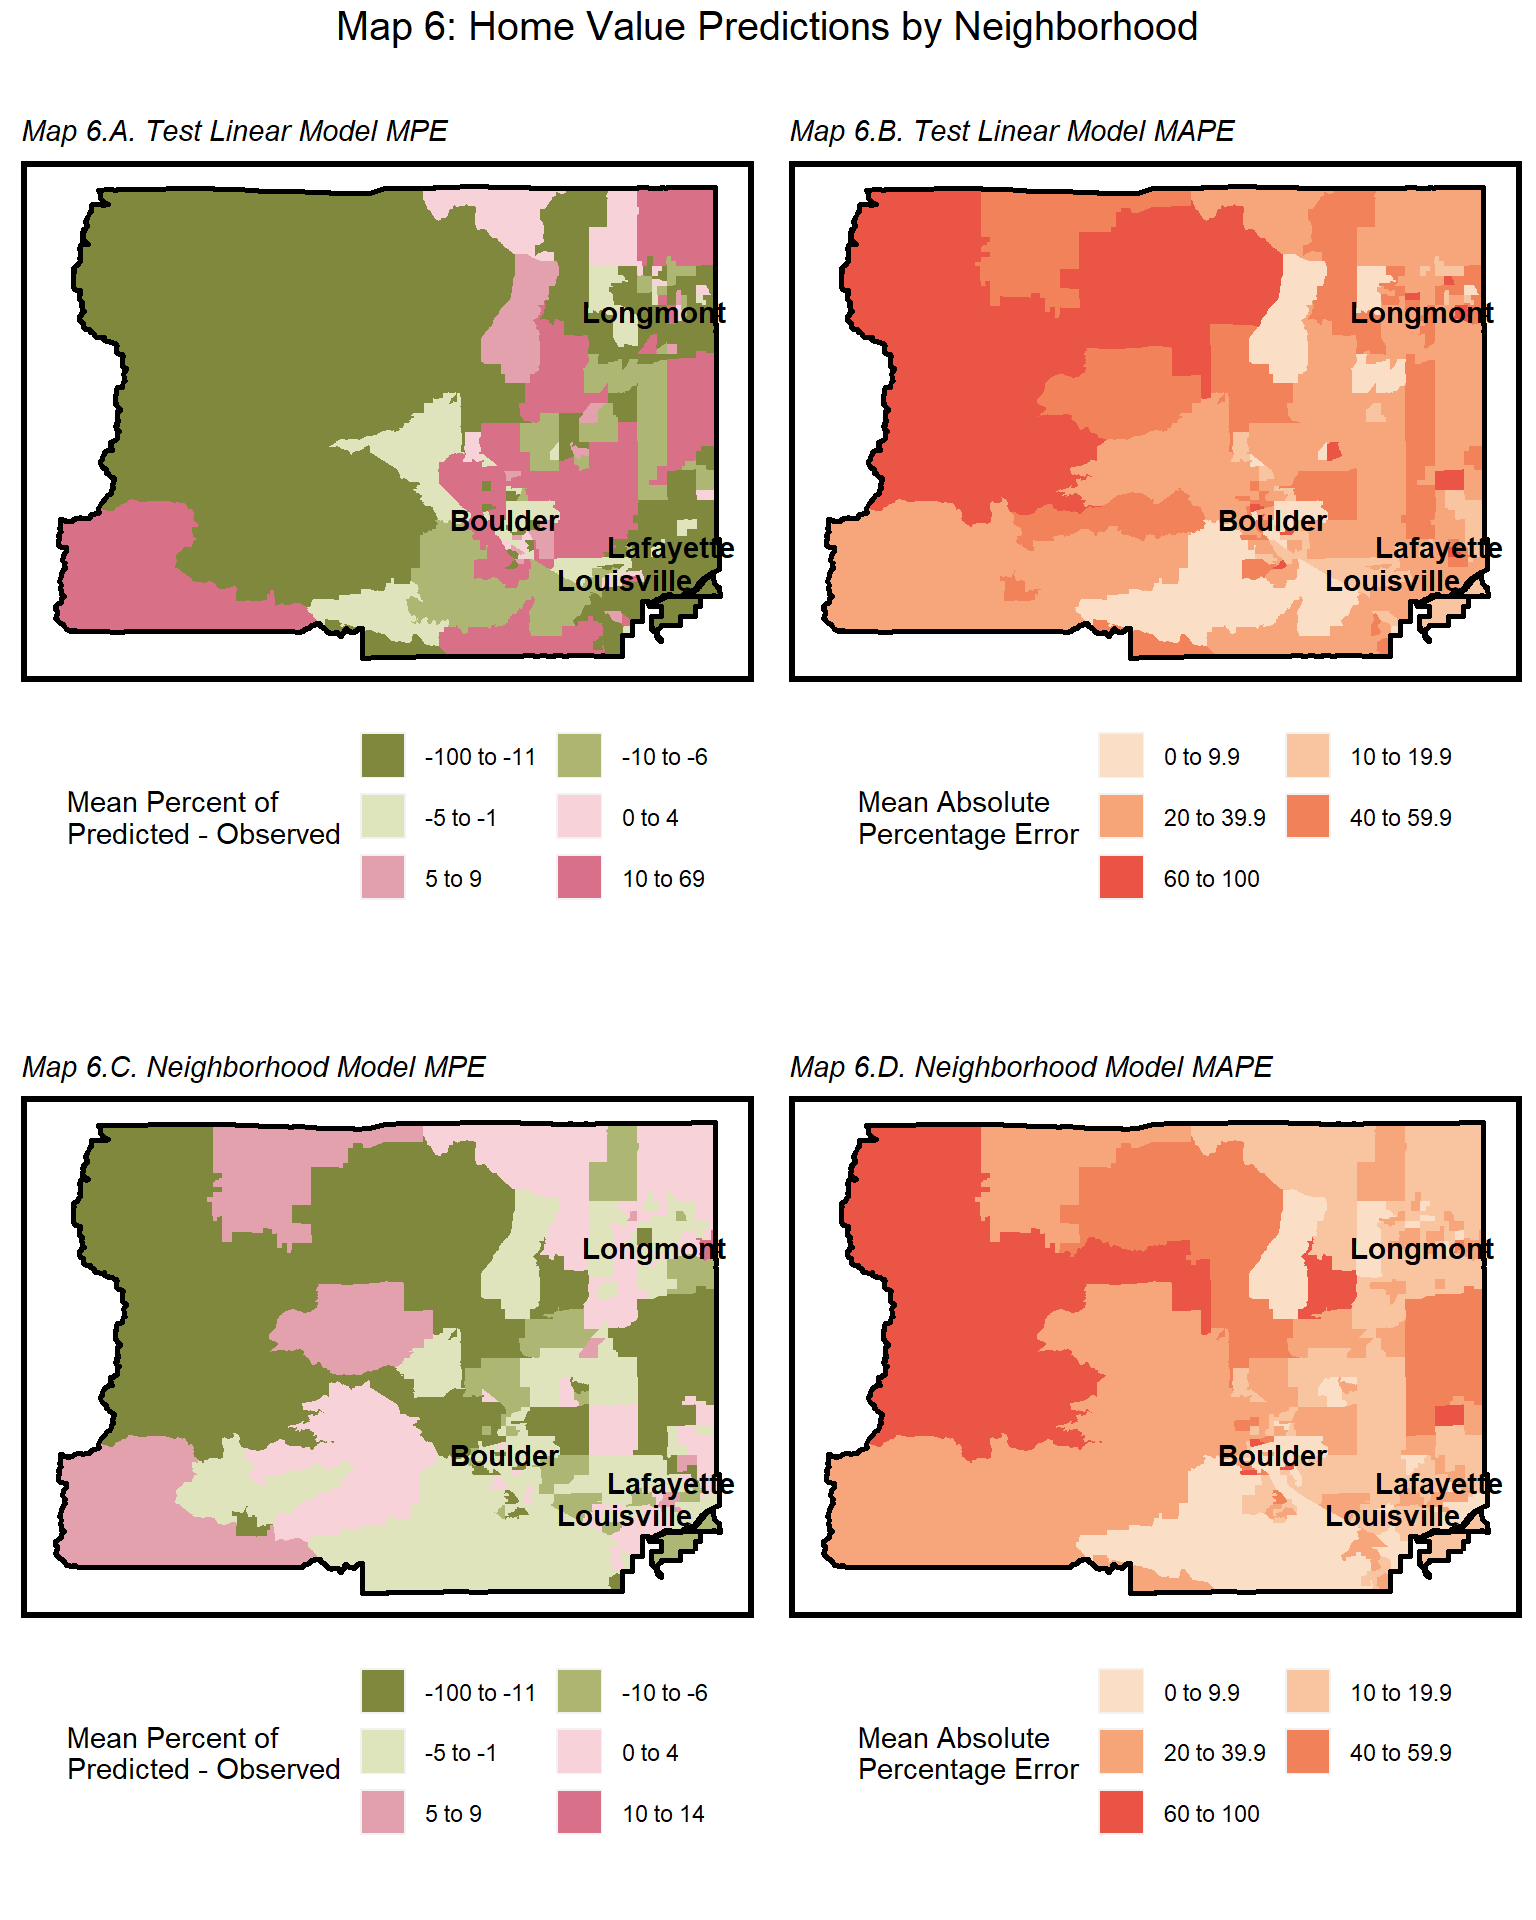 Map 6: Home Value Predictions by Neighborhood
Map 6.A. Test Linear Model MPE
Longmont
Boulder
Lafayette
Louisville
Mean Percent of
Predicted - Observed
-100 to -11
-10 to -6
-5 to -1
0 to 4
5 to 9
10 to 69
Map 6.B. Test Linear Model MAPE
Longmont
Boulder
Lafayette
Louisville
Mean Absolute
Percentage Error
0 to 9.9
10 to 19.9
20 to 39.9
40 to 59.9
60 to 100
Map 6.C. Neighborhood Model MPE
Longmont
Boulder
Lafayette
Louisville
Mean Percent of
Predicted - Observed
-100 to -11
-10 to -6
-5 to -1
0 to 4
5 to 9
10 to 14
Map 6.D. Neighborhood Model MAPE
Longmont
Boulder
Lafayette
Louisville
Mean Absolute
Percentage Error
0 to 9.9
10 to 19.9
20 to 39.9
40 to 59.9
60 to 100